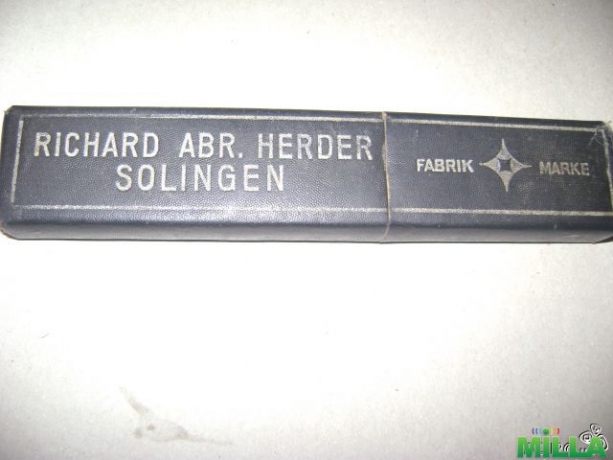 RICHARD ABR. HERDER
SOLINGEN
FABRIK MARKE
MILLA